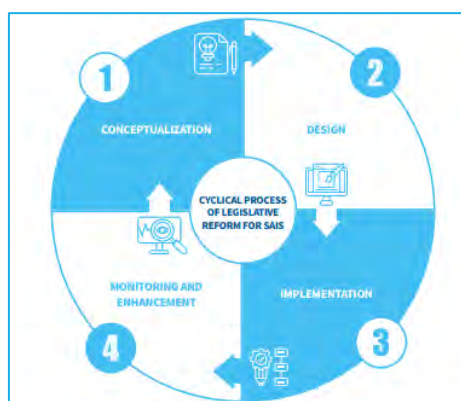 1
CONCEPTUALIZATION
2
DESIGN
CYCLICAL PROCESS
OF LEGISLATIVE
REFORM FOR SAIS
MONITORING AND
ENHANCEMENT
4
IMPLEMENTATION
3